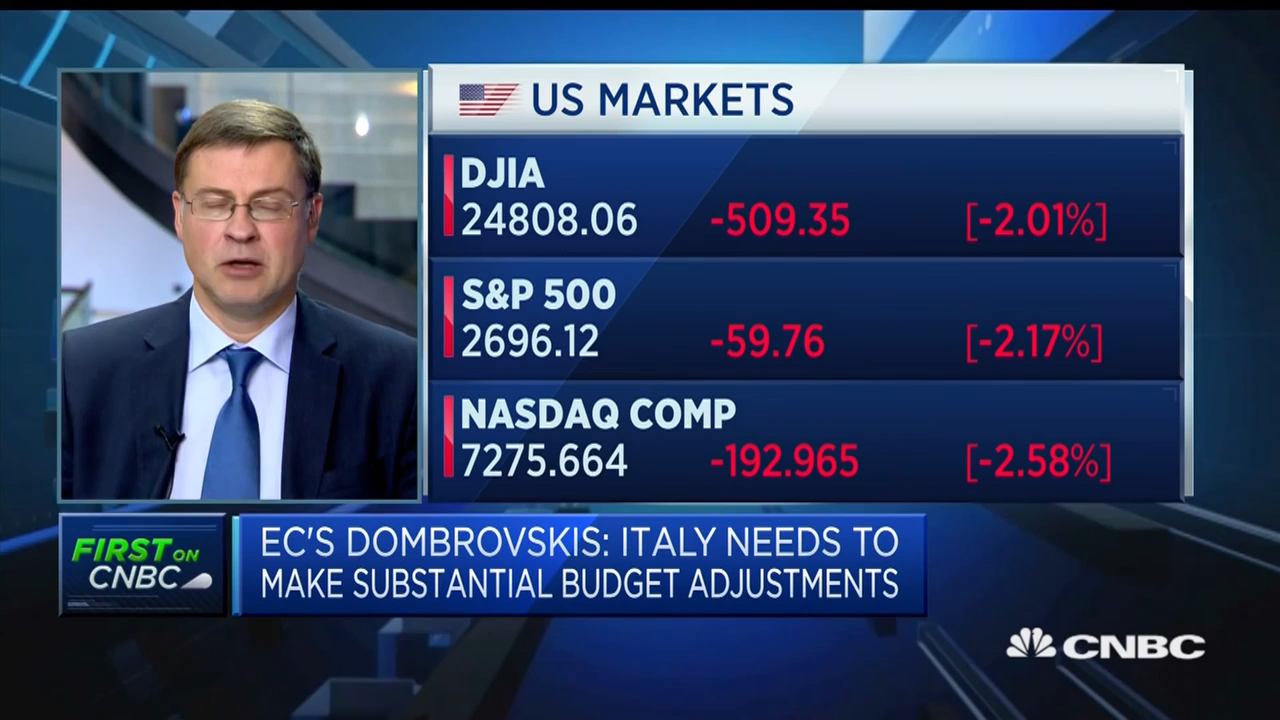 US MARKETS
DJIA
24808.06 -509.35 [-2.01%]
S&P 500
2696.12 -59.76 [-2.17%]
NASDAQ COMP
7275.664 -192.965 [-2.58%]
FIRST ON
CNBC
EC'S DOMBROVSKIS: ITALY NEEDS TO
MAKE SUBSTANTIAL BUDGET ADJUSTMENTS
CNBC